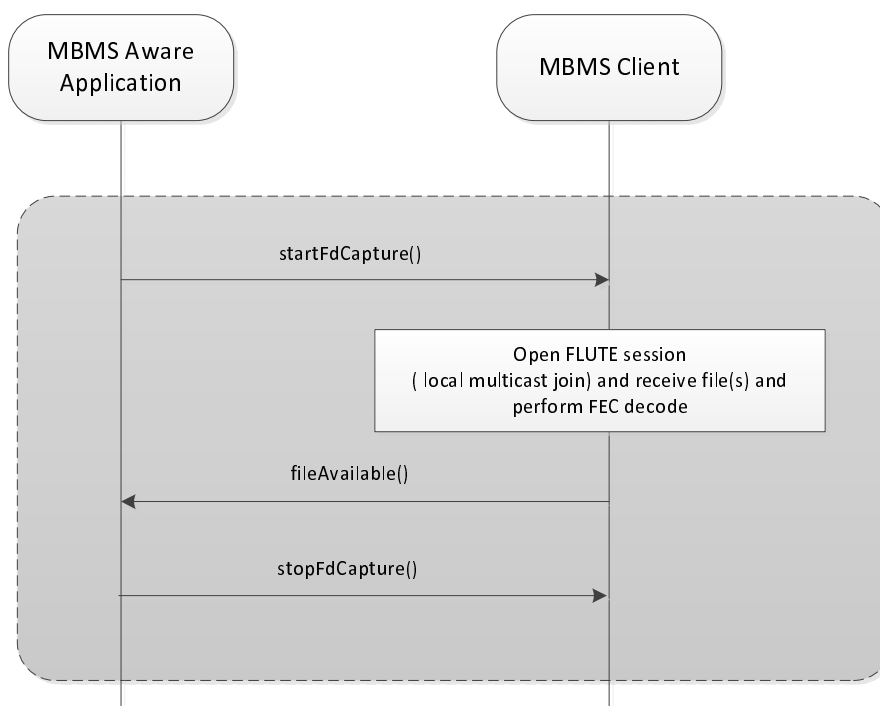 MBMS Aware
Application
MBMS Client
startFdCapture()
Open FLUTE session
( local multicast join) and receive file(s) and
perform FEC decode
fileAvailable()
stopFdCapture()